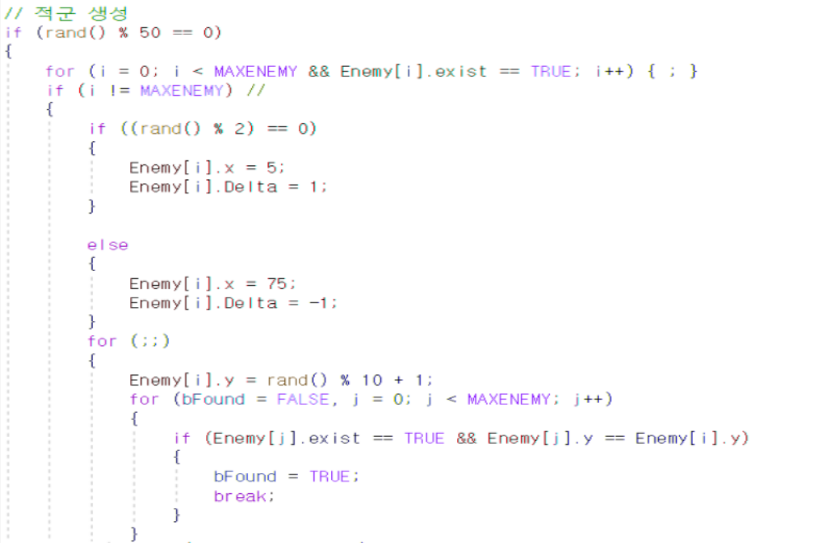 // 적군 생성
if (rand() % 50 == 0)
{
for (i = 0; i < MAXENEMY && Enemy[i].exist == TRUE; i++) { ; }
if (i != MAXENEMY) //
{
if ((rand() % 2) == 0)
{
Enemy[i].x = 5;
Enemy[i].Delta = 1;
}
else
{
Enemy[i].x = 75;
Enemy[i].Delta = -1;
}
for (;;)
{
Enemy[i].y = rand() % 10 + 1;
for (bFound = FALSE, j = 0; j < MAXENEMY; j++)
{
if (Enemy[j].exist == TRUE && Enemy[j].y == Enemy[i].y)
{
bFound = TRUE;
break;
}
}